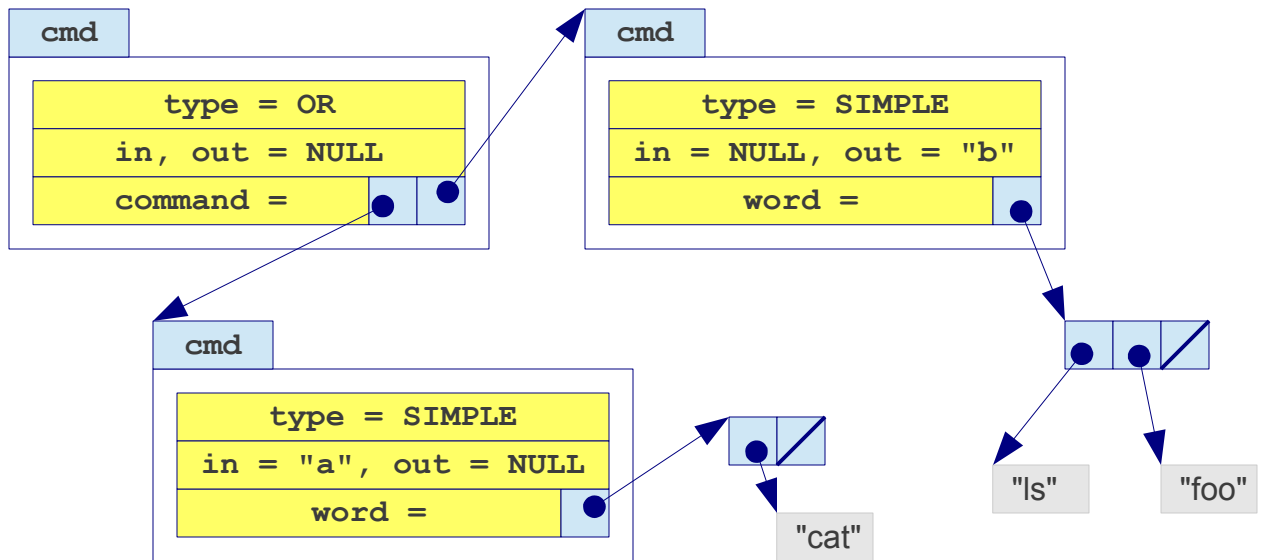 cmd
type = OR
in, out = NULL
command =
cmd
type = SIMPLE
in = NULL, out = "b"
word =
cmd
type = SIMPLE
in = "a", out = NULL
word =
"cat"
"ls"
"foo"